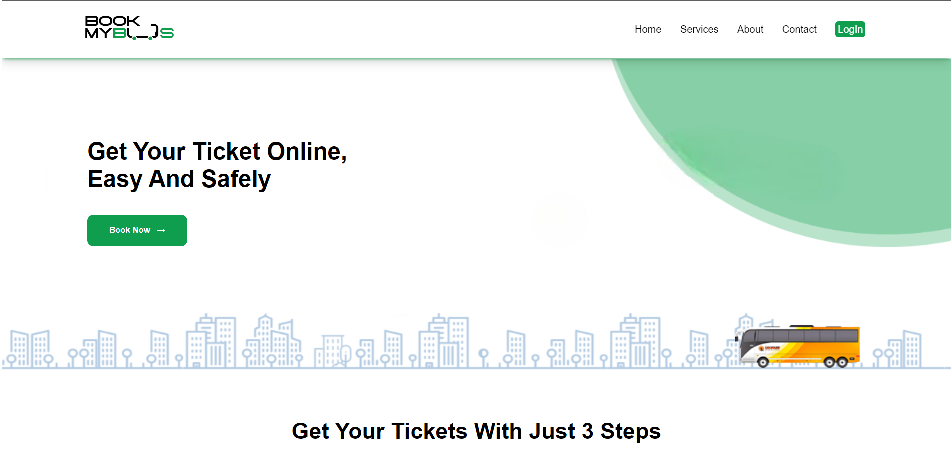 BOOK
MYBUS
Home Services About Contact LogIn
Get Your Ticket Online,
Easy And Safely
Book Now →
Get Your Tickets With Just 3 Steps